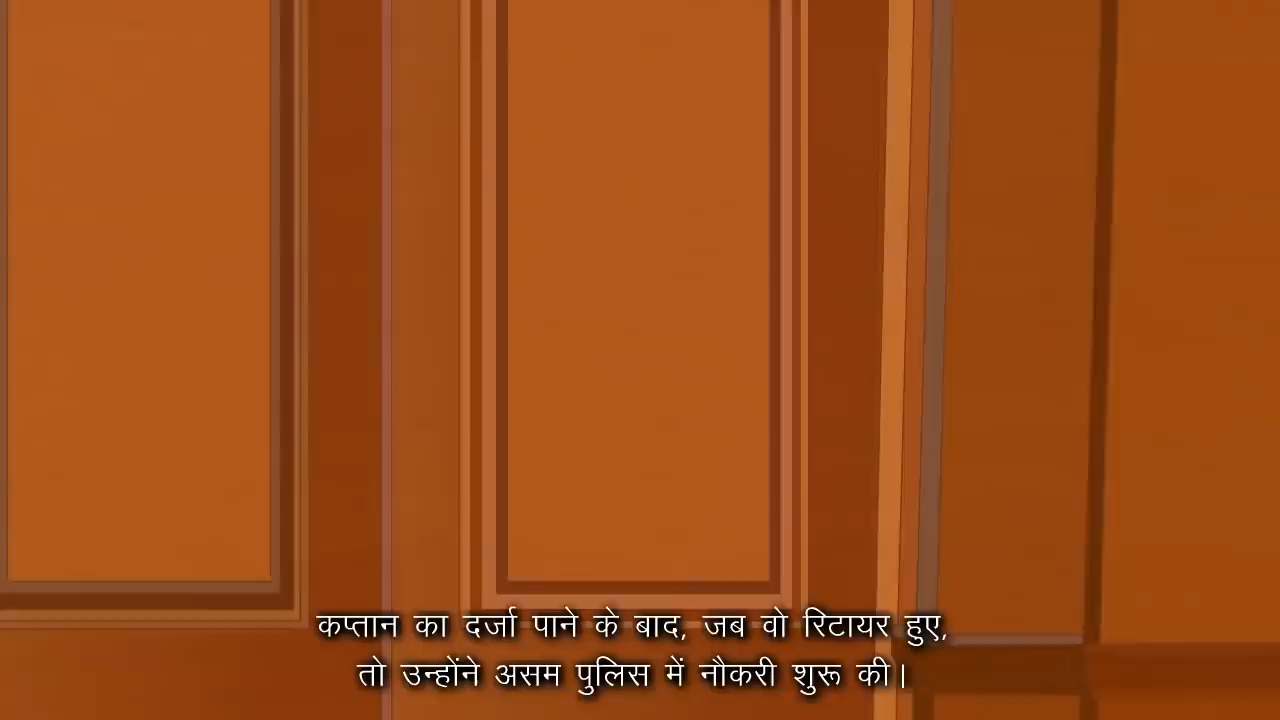 कप्तान का दर्जा पाने के बाद, जब वो रिटायर हुए,
तो उन्होंने असम पुलिस में नौकरी शुरू की।